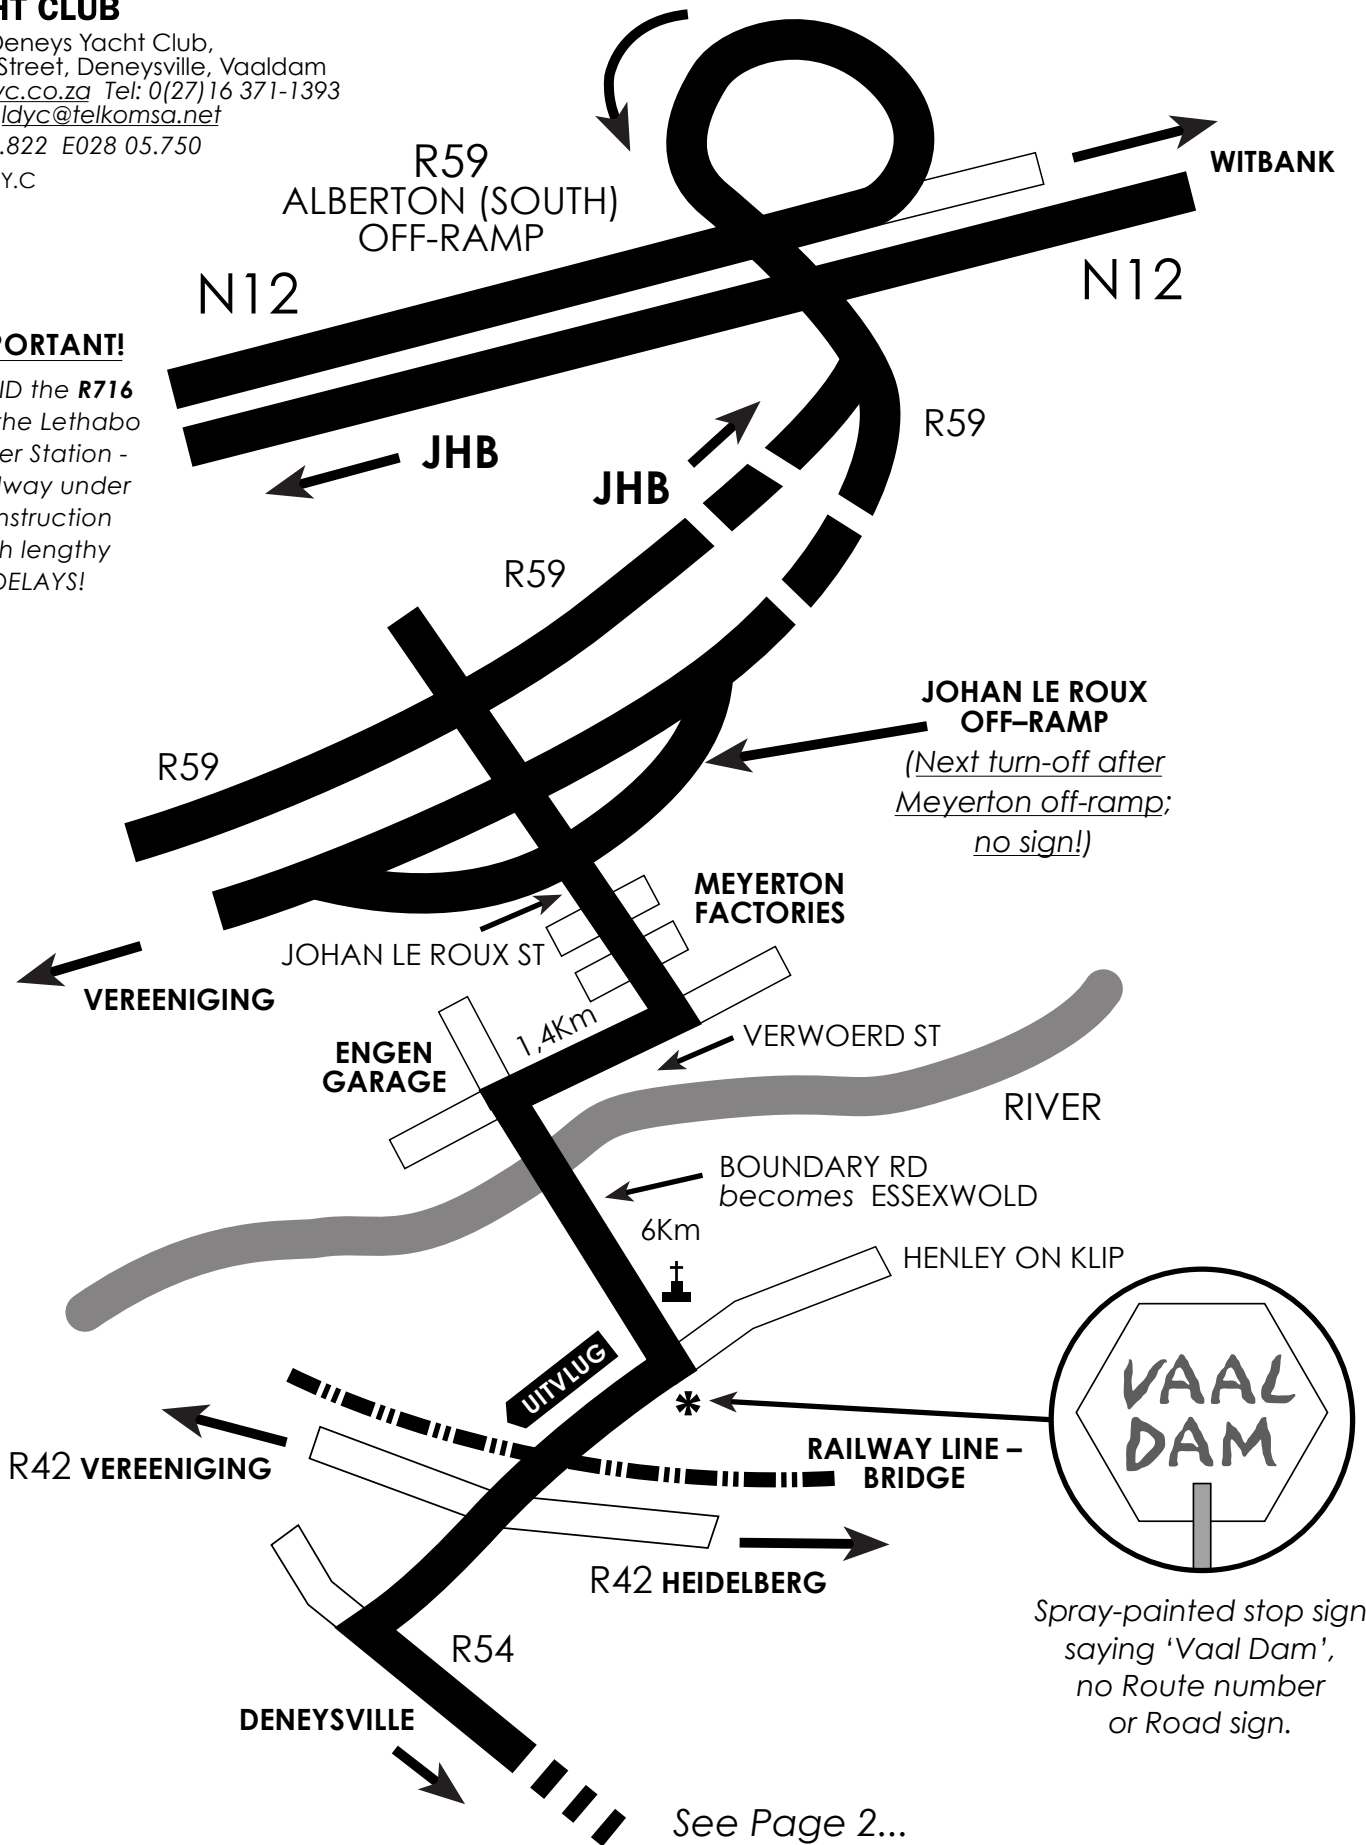 HT CLUB
Deneys Yacht Club,
Street, Deneysville, Vaaldam
yc.co.za Tel: 0(27)16 371-1393
ldyc@telkomsa.net
.822 E028 05.750
Y.C
R59
ALBERTON (SOUTH)
OFF-RAMP
WITBANK
N12
N12
PORTANT!
ID the R716
the Lethabo
er Station -
dway under
nstruction
h lengthy
DELAYS!
JHB
JHB
R59
R59
R59
JOHAN LE ROUX
OFF–RAMP
(Next turn-off after
Meyerton off-ramp;
no sign!)
MEYERTON
FACTORIES
JOHAN LE ROUX ST
VEREENIGING
1,4Km
ENGEN
GARAGE
VERWOERD ST
RIVER
BOUNDARY RD
becomes ESSEXWOLD
6Km
HENLEY ON KLIP
UITVLUG
VAAL
DAM
RAILWAY LINE –
BRIDGE
R42 VEREENIGING
R42 HEIDELBERG
Spray-painted stop sign
saying ‘Vaal Dam’,
no Route number
or Road sign.
R54
DENEYSVILLE
See Page 2...